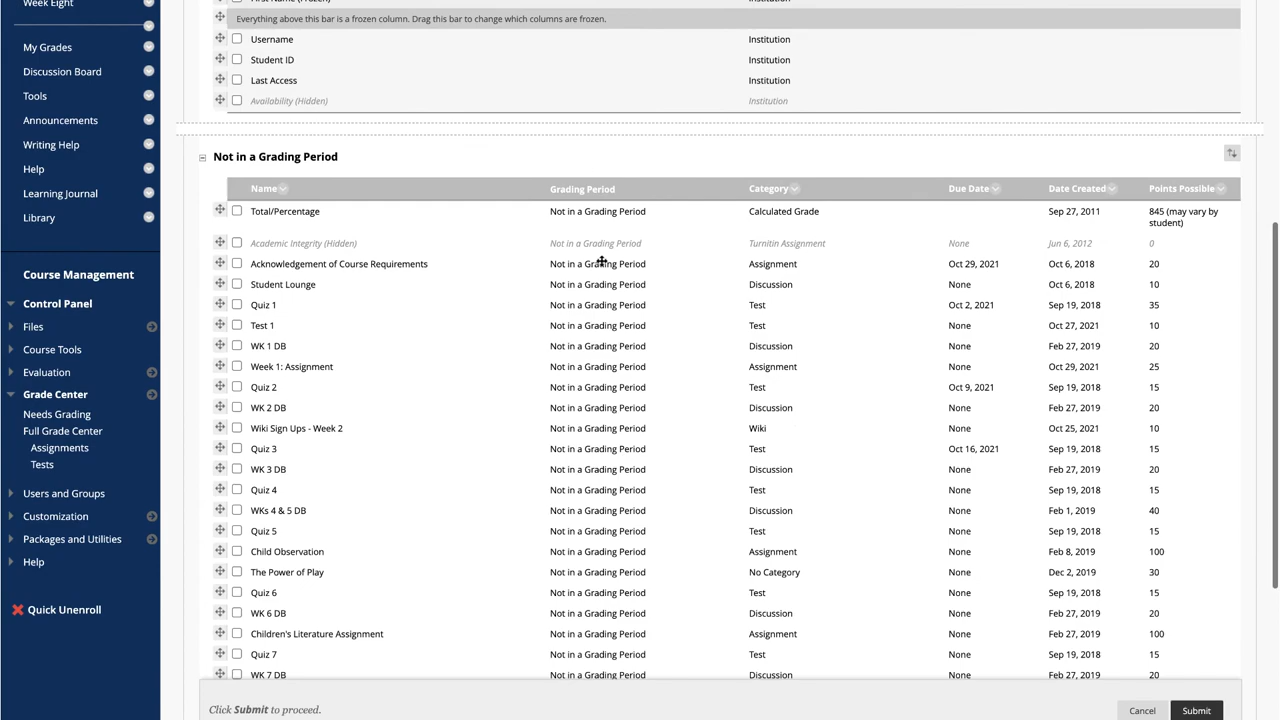 Week Eight
My Grades
Discussion Board
Tools
Announcements
Writing Help
Help
Learning Journal
Library
Course Management
Control Panel
Files
Course Tools
Evaluation
Grade Center
Needs Grading
Full Grade Center
Assignments
Tests
Users and Groups
Customization
Packages and Utilities
Help
Quick Unenroll
First Name (Frozen)
Everything above this bar is a frozen column. Drag this bar to change which columns are frozen.
Username Institution
Student ID Institution
Last Access Institution
Availability (Hidden) Institution
Not in a Grading Period
Name Grading Period Category Due Date Date Created Points Possible
Total/Percentage Not in a Grading Period Calculated Grade Sep 27, 2011 845 (may vary by
student)
Academic Integrity (Hidden) Not in a Grading Period Turnitin Assignment None Jun 6, 2012 0
Acknowledgement of Course Requirements Not in a Grading Period Assignment Oct 29, 2021 Oct 6, 2018 20
Student Lounge Not in a Grading Period Discussion None Oct 6, 2018 10
Quiz 1 Not in a Grading Period Test Oct 2, 2021 Sep 19, 2018 35
Test 1 Not in a Grading Period Test None Oct 27, 2021 10
WK 1 DB Not in a Grading Period Discussion None Feb 27, 2019 20
Week 1: Assignment Not in a Grading Period Assignment None Oct 29, 2021 25
Quiz 2 Not in a Grading Period Test Oct 9, 2021 Sep 19, 2018 15
WK 2 DB Not in a Grading Period Discussion None Feb 27, 2019 20
Wiki Sign Ups - Week 2 Not in a Grading Period Wiki None Oct 25, 2021 10
Quiz 3 Not in a Grading Period Test Oct 16, 2021 Sep 19, 2018 15
WK 3 DB Not in a Grading Period Discussion None Feb 27, 2019 20
Quiz 4 Not in a Grading Period Test None Sep 19, 2018 15
WKs 4 & 5 DB Not in a Grading Period Discussion None Feb 1, 2019 40
Quiz 5 Not in a Grading Period Test None Sep 19, 2018 15
Child Observation Not in a Grading Period Assignment None Feb 8, 2019 100
The Power of Play Not in a Grading Period No Category None Dec 2, 2019 30
Quiz 6 Not in a Grading Period Test None Sep 19, 2018 15
WK 6 DB Not in a Grading Period Discussion None Feb 27, 2019 20
Children's Literature Assignment Not in a Grading Period Assignment None Feb 27, 2019 100
Quiz 7 Not in a Grading Period Test None Sep 19, 2018 15
WK 7 DB Not in a Grading Period Discussion None Feb 27, 2019 20
Click Submit to proceed. Cancel Submit